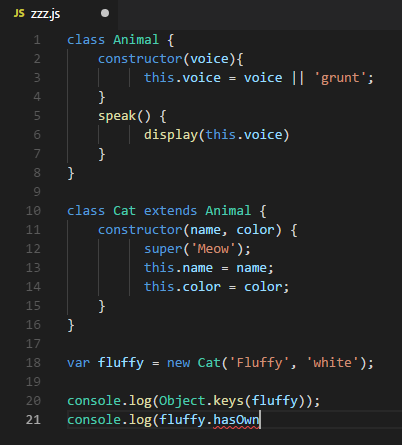 JS zzz.js
1 class Animal {
2 constructor(voice){
3 this.voice = voice || 'grunt';
4 }
5 speak() {
6 display(this.voice)
7 }
8 }
9
10 class Cat extends Animal {
11 constructor(name, color) {
12 super('Meow');
13 this.name = name;
14 this.color = color;
15 }
16 }
17
18 var fluffy = new Cat('Fluffy', 'white');
19
20 console.log(Object.keys(fluffy));
21 console.log(fluffy.hasOwn